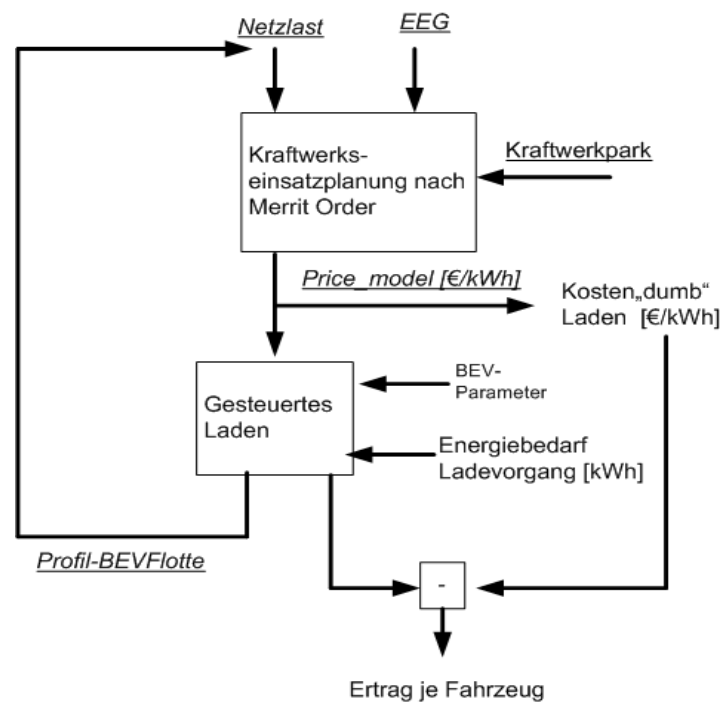 Netzlast
EEG
Kraftwerks-
einsatzplanung nach
Merrit Order
Kraftwerkpark
Price_model [€/kWh]
Kosten„dumb“
Laden [€/kWh]
Gesteuertes
Laden
BEV-
Parameter
Energiebedarf
Ladevorgang [kWh]
Profil-BEVFlotte
-
Ertrag je Fahrzeug